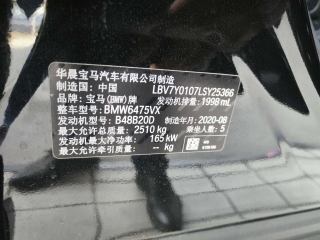 华晨宝马汽车有限公司制造
制造国：中国 LBV7Y0107LSY25366
品牌：宝马(BMW)牌 发动机排量：1998 mL
整车型号：BMW6475VX
发动机型号：B48B20D 制造年月：2020-08
最大允许总质量：2510 kg 乘坐人数：5
发动机最大净功率：165 kW
最大允许牵引质量：-- kg